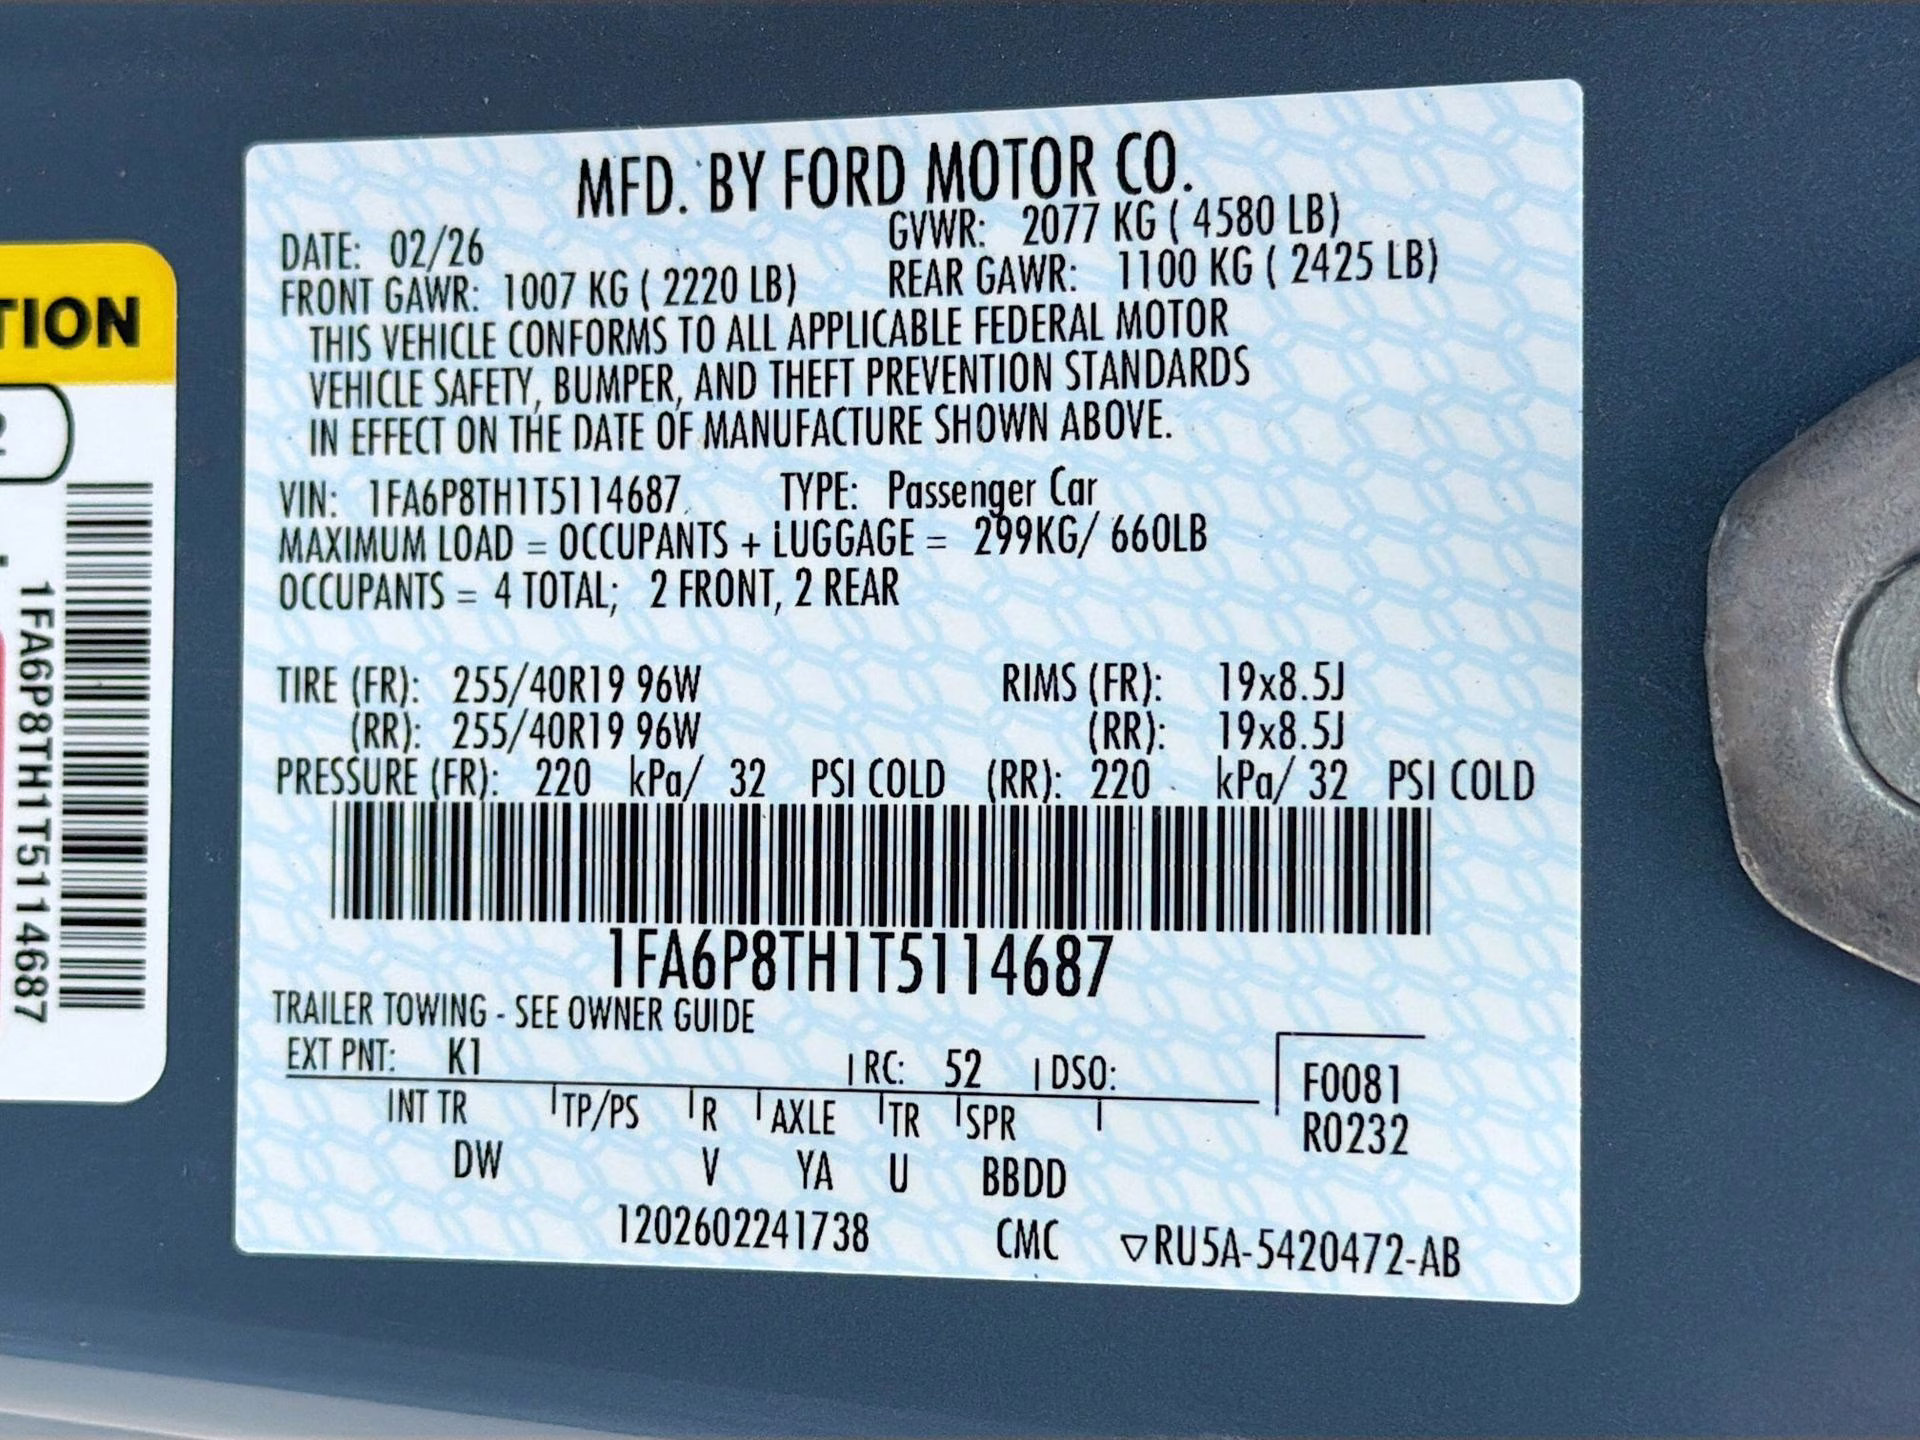 MFD. BY FORD MOTOR CO.
DATE: 02/26 GVWR: 2077 KG ( 4580 LB)
FRONT GAWR: 1007 KG ( 2220 LB) REAR GAWR: 1100 KG ( 2425 LB)
THIS VEHICLE CONFORMS TO ALL APPLICABLE FEDERAL MOTOR
VEHICLE SAFETY, BUMPER, AND THEFT PREVENTION STANDARDS
IN EFFECT ON THE DATE OF MANUFACTURE SHOWN ABOVE.
VIN: 1FA6P8TH1T5114687 TYPE: Passenger Car
MAXIMUM LOAD = OCCUPANTS + LUGGAGE = 299KG/ 660LB
OCCUPANTS = 4 TOTAL; 2 FRONT, 2 REAR
TIRE (FR): 255/40R19 96W RIMS (FR): 19x8.5J
(RR): 255/40R19 96W (RR): 19x8.5J
PRESSURE (FR): 220 kPa/ 32 PSI COLD (RR): 220 kPa/ 32 PSI COLD
1FA6P8TH1T5114687
TRAILER TOWING - SEE OWNER GUIDE
EXT PNT: K1 RC: 52 DSO: F0081
R0232
INT TR TP/PS R AXLE TR SPR
DW V YA U BBDD
1202602241738 CMC ▽RU5A-5420472-AB
TION
2
1FA6P8TH1T5114687